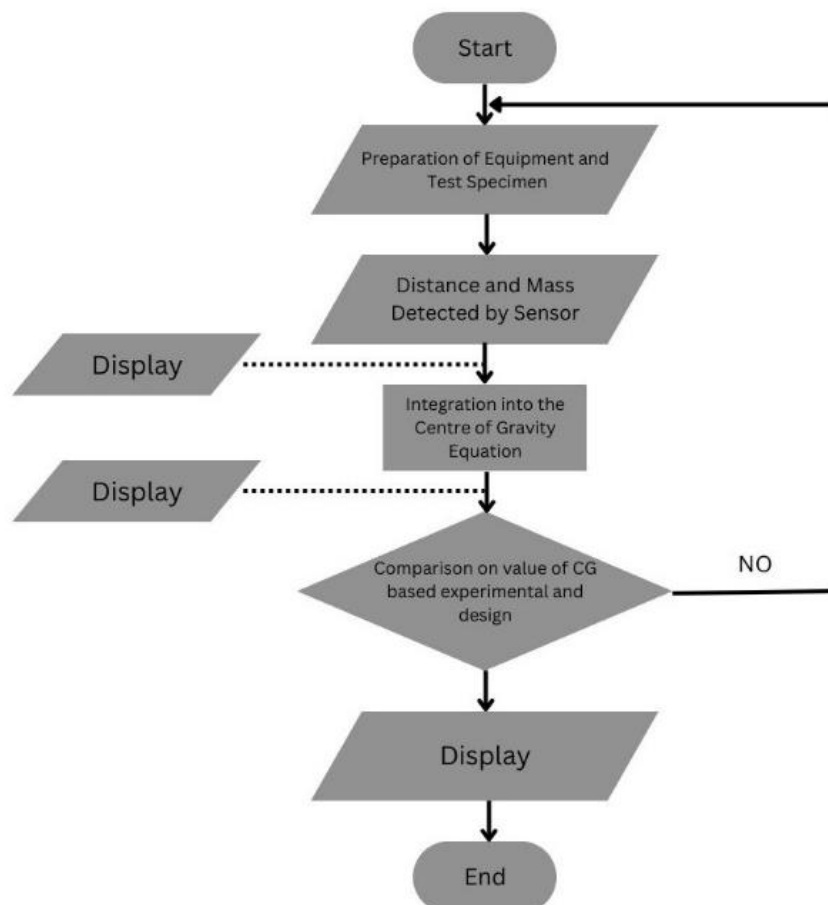 Start
Preparation of Equipment and
Test Specimen
Distance and Mass
Detected by Sensor
Display
Integration into the
Centre of Gravity
Equation
Display
Comparison on value of CG
based experimental and
design
NO
Display
End